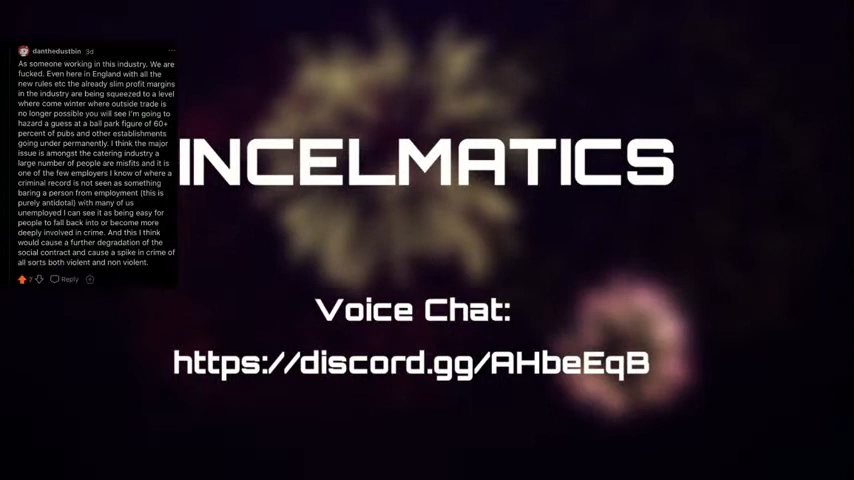 danthedustbin 3d
As someone working in this industry. We are
fucked. Even here in England with all the
new rules etc the already slim profit margins
in the industry are being squeezed to a level
where come winter where outside trade is
no longer possible you will see I'm going to
hazard a guess at a ball park figure of 60+
percent of pubs and other establishments
going under permanently. I think the major
issue is amongst the catering industry a
large number of people are misfits and it is
one of the few employers I know of where a
criminal record is not seen as something
baring a person from employment (this is
purely antidotal) with many of us
unemployed I can see it as being easy for
people to fall back into or become more
deeply involved in crime. And this I think
would cause a further degradation of the
social contract and cause a spike in crime of
all sorts both violent and non violent.
7 Reply
INCELMATICS
Voice Chat:
https://discord.gg/AHbeEqB